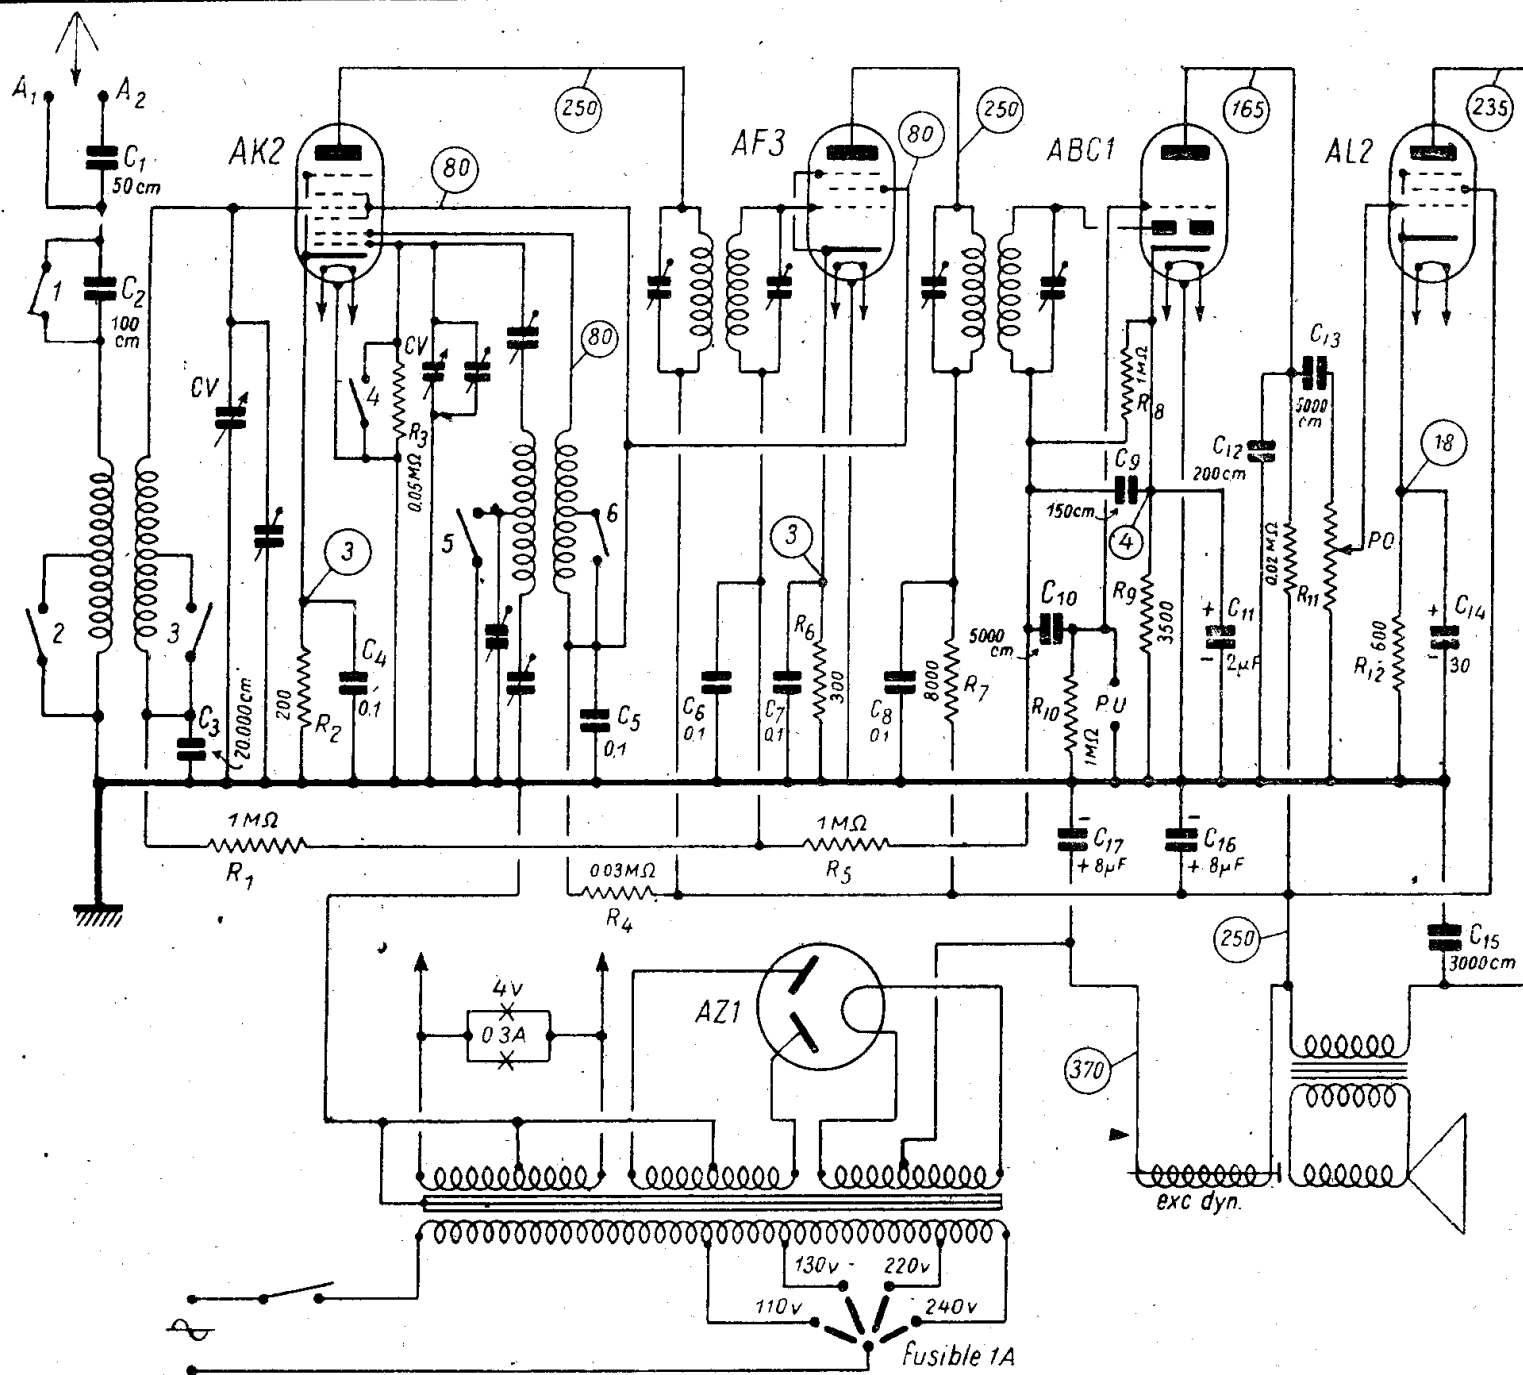 A1
A2
C1
50cm
1
C2
100
cm
CV
2
3
C3
20.000cm
AK2
250
80
4
R3
0,05MΩ
CV
80
3
200
R2
C4
0,1
5
6
C5
0,1
AF3
80
250
3
C6
0,1
C7
0,1
R6
300
C8
0,1
8000
R7
ABC1
165
1MΩ
R8
C9
150cm
4
C10
5000
cm
R10
1MΩ
P.U
R9
3500
+
C11
-
2µF
C12
200cm
C13
5000
cm
0,02MΩ
R11
PO
AL2
235
18
R12
600
+
C14
-
30
1MΩ
R1
1MΩ
R5
0,03MΩ
R4
-
C17
+ 8µF
-
C16
+ 8µF
250
C15
3000cm
4v
0,3A
AZ1
370
exc dyn.
130v
220v
110v
240v
fusible 1A